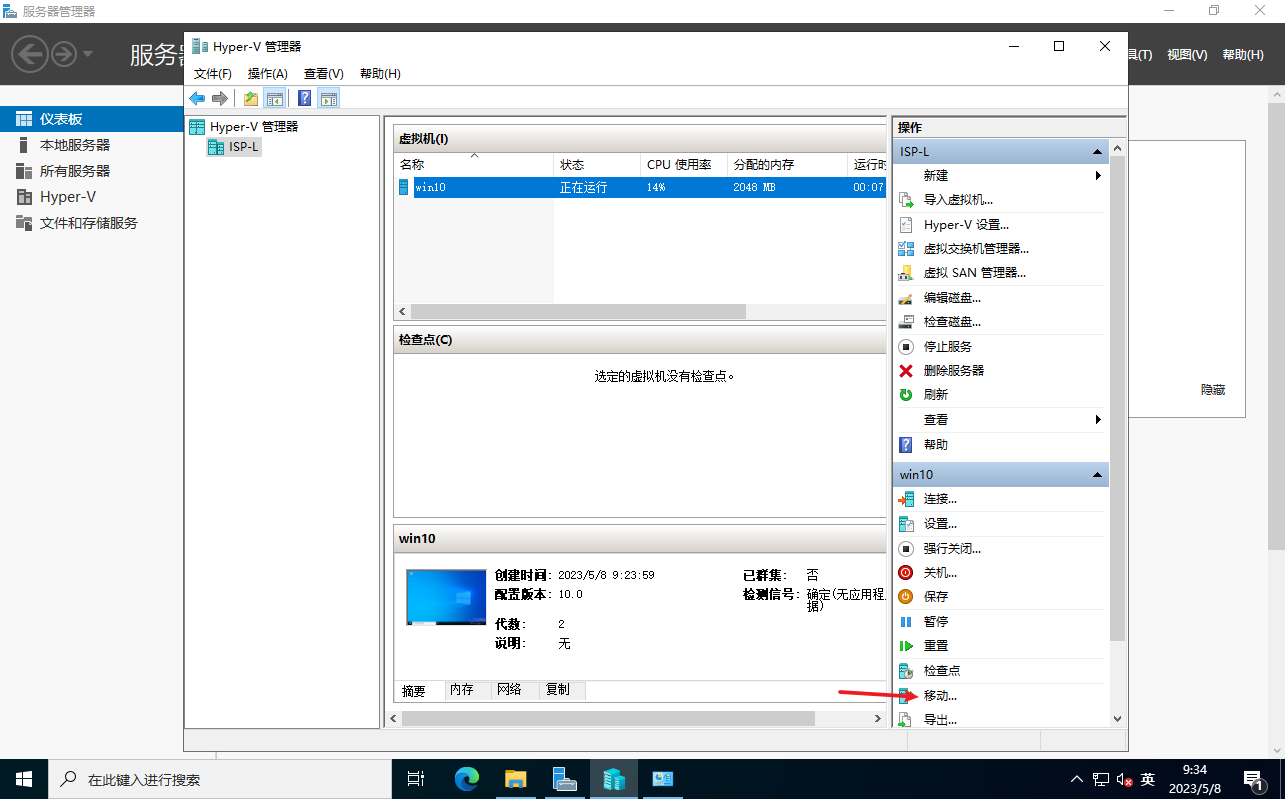 服务器管理器
服务器
具(T) 视图(V) 帮助(H)
仪表板
本地服务器
所有服务器
Hyper-V
文件和存储服务
隐藏
Hyper-V 管理器
文件(F) 操作(A) 查看(V) 帮助(H)
Hyper-V 管理器
ISP-L
虚拟机(I)
名称 状态 CPU 使用率 分配的内存 运行时
win10 正在运行 14% 2048 MB 00:07
检查点(C)
选定的虚拟机没有检查点。
win10
创建时间: 2023/5/8 9:23:59 已群集: 否
配置版本: 10.0 检测信号: 确定(无应用程
据)
代数: 2
说明: 无
摘要 内存 网络 复制
操作
ISP-L
新建
导入虚拟机...
Hyper-V 设置...
虚拟交换机管理器...
虚拟 SAN 管理器...
编辑磁盘...
检查磁盘...
停止服务
删除服务器
刷新
查看
帮助
win10
连接...
设置...
强行关闭...
关机...
保存
暂停
重置
检查点
移动...
导出...
在此键入进行搜索
英
9:34
2023/5/8
1